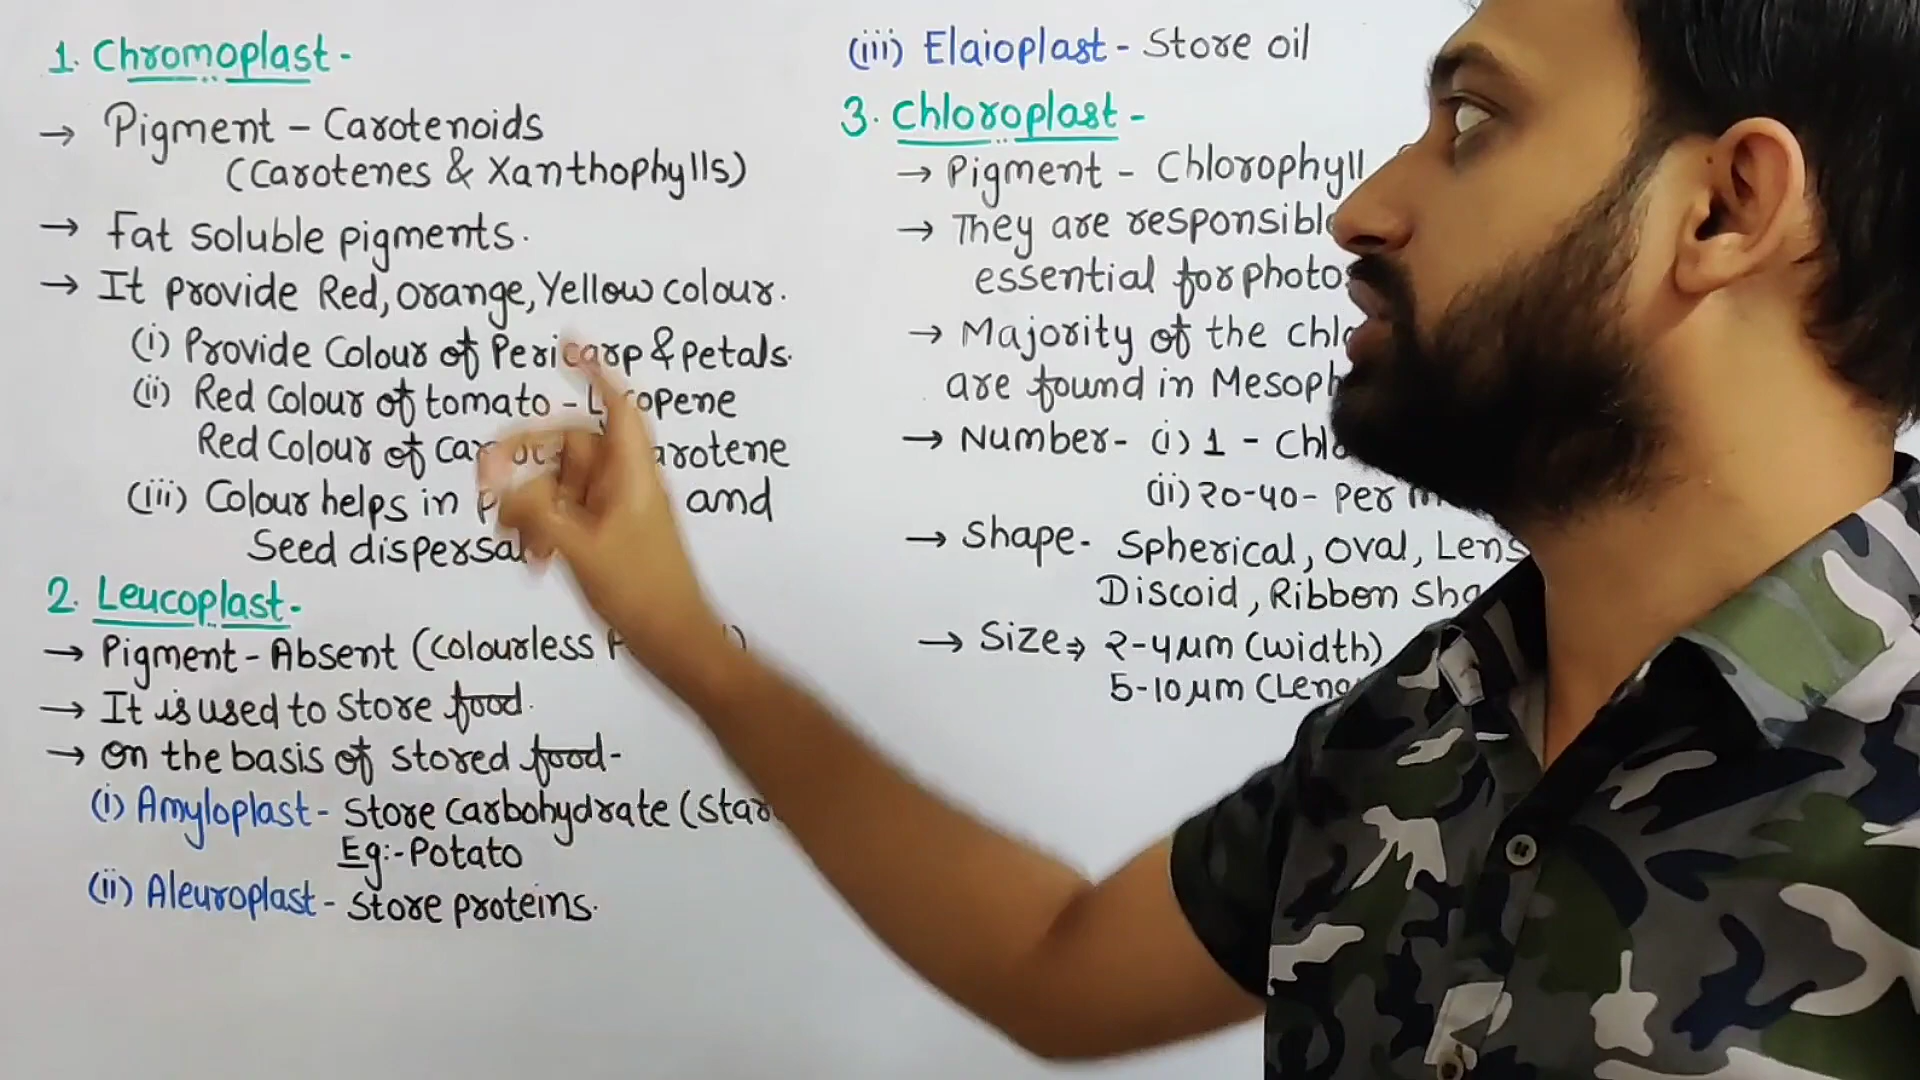 1. Chromoplast -
→ Pigment - Carotenoids
(Carotenes & Xanthophylls)
→ Fat soluble pigments.
→ It provide Red, orange, Yellow colour.
(i) Provide Colour of Pericarp & Petals.
(ii) Red Colour of tomato -
Red Colour of
(iii) Colour helps in and
Seed dispersal
2. Leucoplast -
→ Pigment - Absent (colourless
→ It is used to store food.
→ on the basis of stored food -
(i) Amyloplast - Store carbohydrate (
Eg:- Potato
(ii) Aleuroplast - Store proteins.
(iii) Elaioplast - Store oil
3. Chloroplast -
→ Pigment - Chlorophyll
→ They are responsible
essential for
→ Majority of the
are found in
→ Number - (i) 1 -
(ii) 20-40 - Per
→ Shape - Spherical, Oval, Lens
Discoid, Ribbon
→ Size ⇒ 2-4 μm (width)
5-10 μm